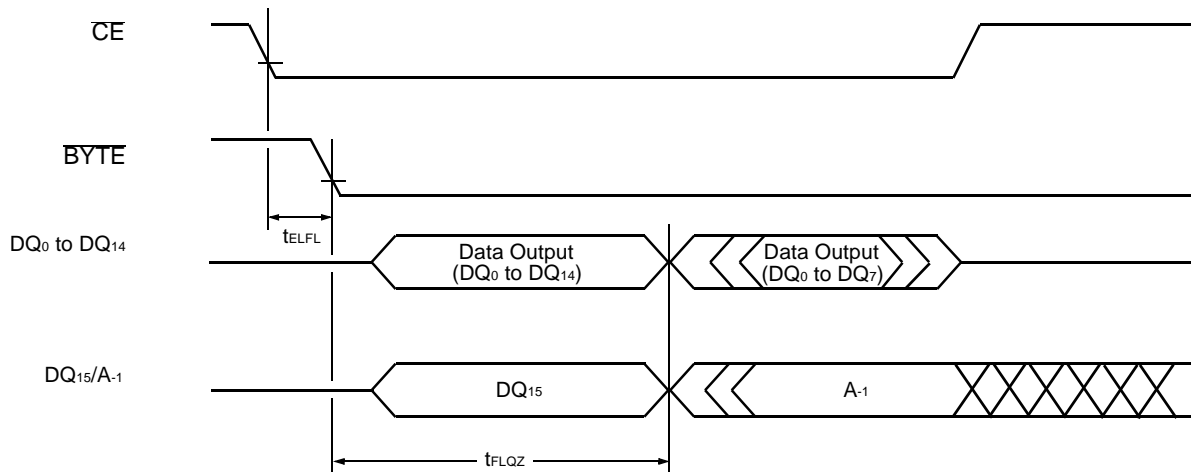 CE
BYTE
tELFL
DQ0 to DQ14
Data Output
(DQ0 to DQ14)
Data Output
(DQ0 to DQ7)
DQ15/A-1
DQ15
A-1
tFLQZ